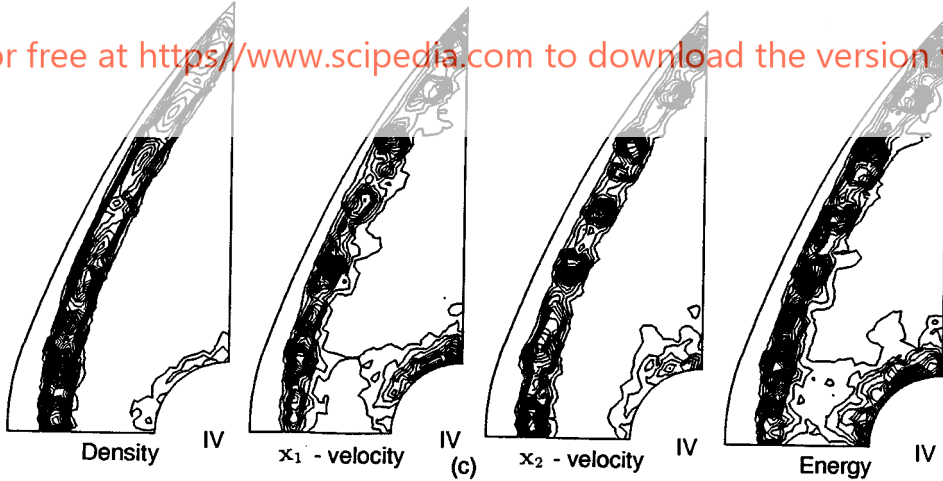 or free at https//www.scipedia.com to download the version
IV
IV
IV
IV
Density
x₁ - velocity
(c)
x₂ - velocity
Energy